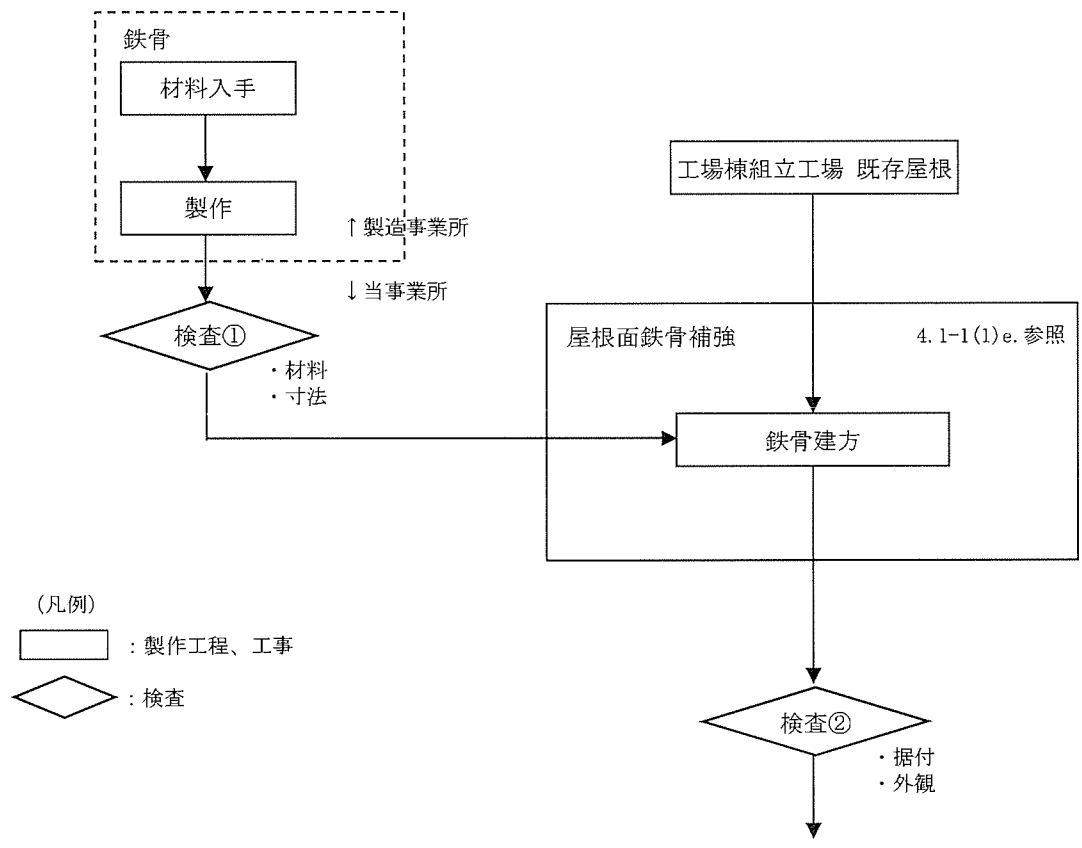 鉄骨
材料入手
製作
↑製造事業所
↓当事業所
検査①
・材料
・寸法
工場棟組立工場 既存屋根
屋根面鉄骨補強
4.1-1(1)e.参照
鉄骨建方
検査②
・据付
・外観
(凡例)
:製作工程、工事
:検査